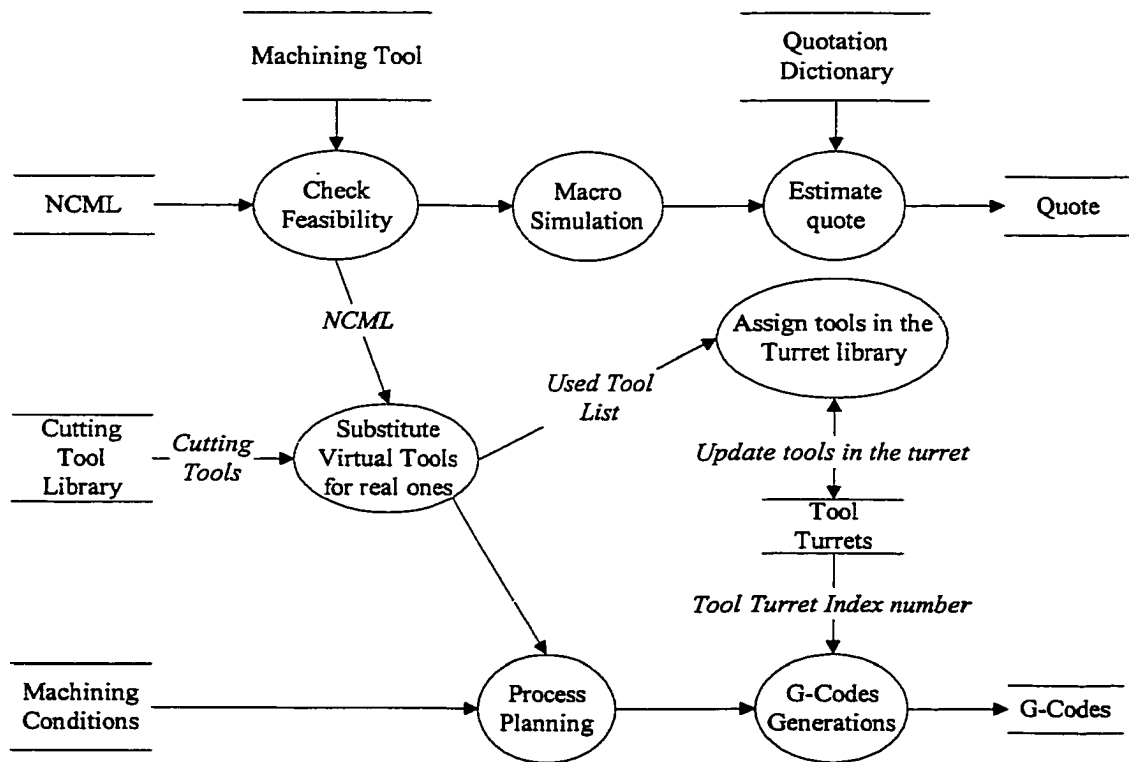 Machining Tool
Quotation
Dictionary
NCML
Check
Feasibility
Macro
Simulation
Estimate
quote
Quote
NCML
Assign tools in the
Turret library
Used Tool
List
Cutting
Tool
Library
Cutting
Tools
Substitute
Virtual Tools
for real ones
Update tools in the turret
Tool
Turrets
Tool Turret Index number
Machining
Conditions
Process
Planning
G-Codes
Generations
G-Codes